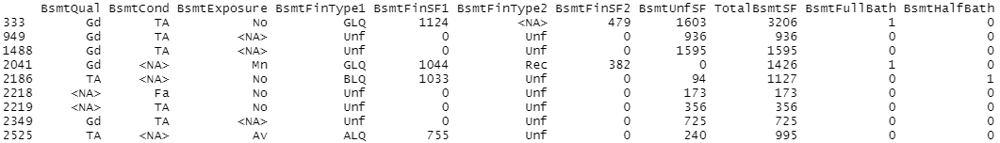 BsmtQual BsmtCond BsmtExposure BsmtFinType1 BsmtFinSF1 BsmtFinType2 BsmtFinSF2 BsmtUnfSF TotalBsmtSF BsmtFullBath BsmtHalfBath
333 Gd TA No GLQ 1124 <NA> 479 1603 3206 1 0
949 Gd TA <NA> Unf 0 Unf 0 936 936 0 0
1488 Gd TA <NA> Unf 0 Unf 0 1595 1595 0 0
2041 Gd <NA> Mn GLQ 1044 Rec 382 0 1426 1 0
2186 TA <NA> No BLQ 1033 Unf 0 94 1127 0 1
2218 <NA> Fa No Unf 0 Unf 0 173 173 0 0
2219 <NA> TA No Unf 0 Unf 0 356 356 0 0
2349 Gd TA <NA> Unf 0 Unf 0 725 725 0 0
2525 TA <NA> Av ALQ 755 Unf 0 240 995 0 0